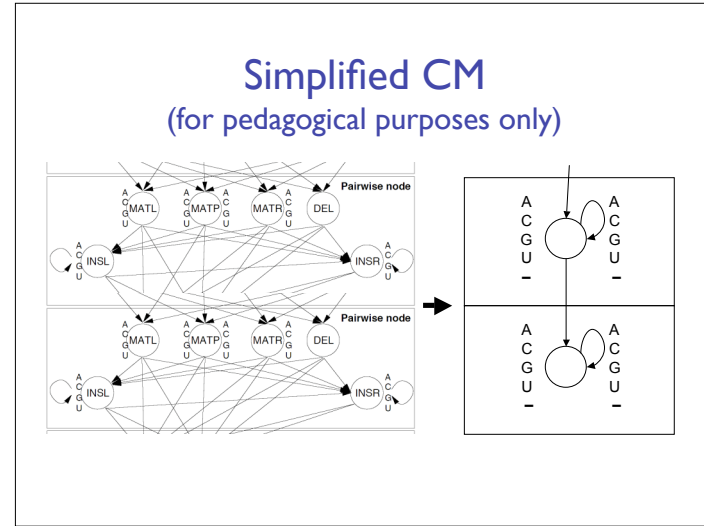 Simplified CM
(for pedagogical purposes only)
Pairwise node
A C G U MATL
A C G U MATP A C G U
MATR A C G U
DEL
A C G U INSL
INSR A C G U
Pairwise node
A C G U MATL
A C G U MATP A C G U
MATR A C G U
DEL
A C G U INSL
INSR A C G U
A C G U –
A C G U –
A C G U –
A C G U –